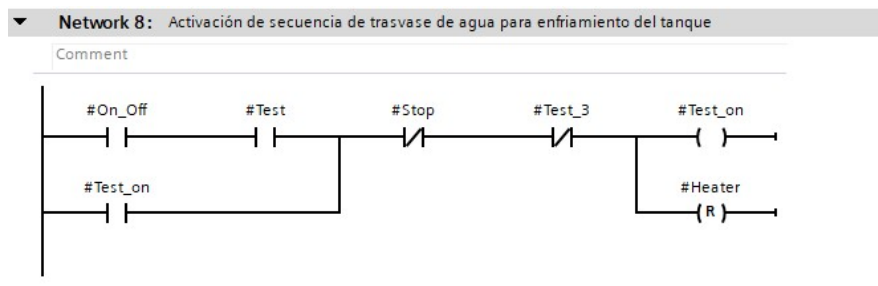 Network 8: Activación de secuencia de trasvase de agua para enfriamiento del tanque
Comment
#On_Off #Test #Stop #Test_3 #Test_on
#Test_on #Heater
R